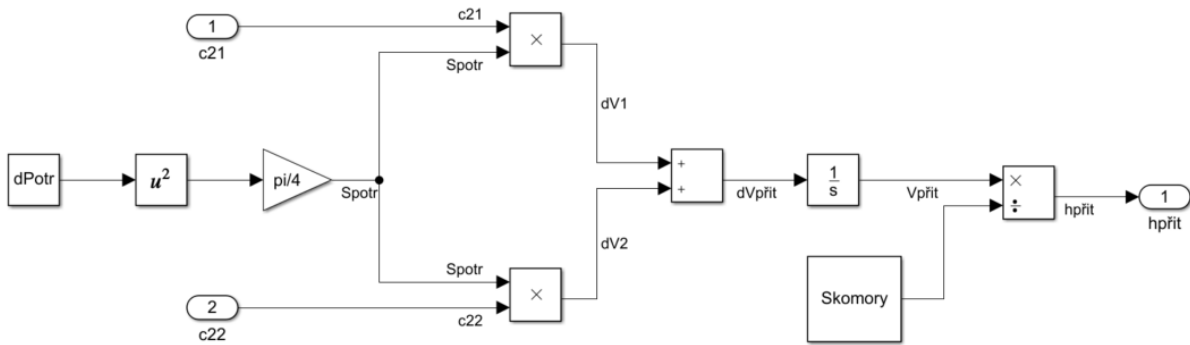 1
c21
c21
Spotr
×
dV1
dPotr
u²
pi/4
Spotr
+
+
dVpřit
1
s
Vpřit
×
÷
hpřit
1
hpřit
dV2
Spotr
×
2
c22
c22
Skomory